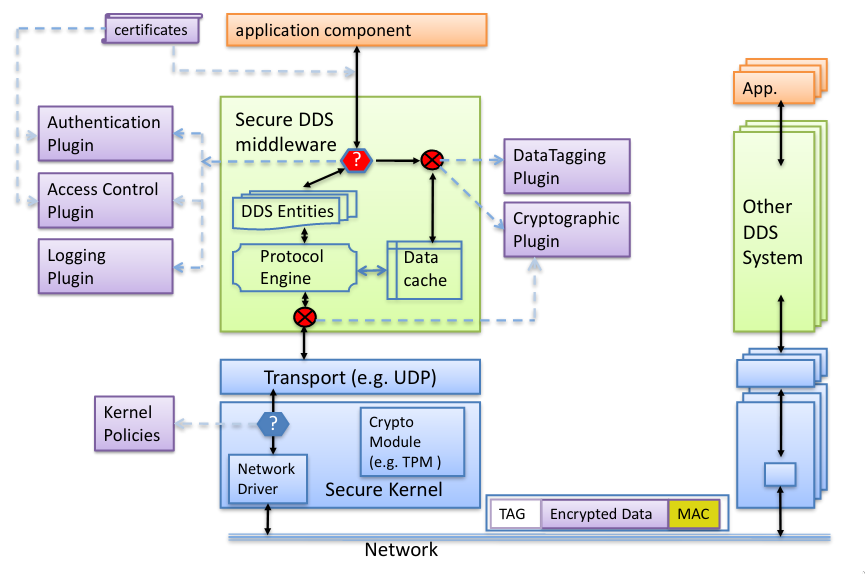 certificates
application component
App.
Secure DDS
middleware
?
Authentication
Plugin
DataTagging
Plugin
Access Control
Plugin
DDS Entities
Cryptographic
Plugin
Other
DDS
System
Logging
Plugin
Protocol
Engine
Data
cache
Transport (e.g. UDP)
Kernel
Policies
?
Crypto
Module
(e.g. TPM )
Network
Driver
Secure Kernel
TAG
Encrypted Data
MAC
Network